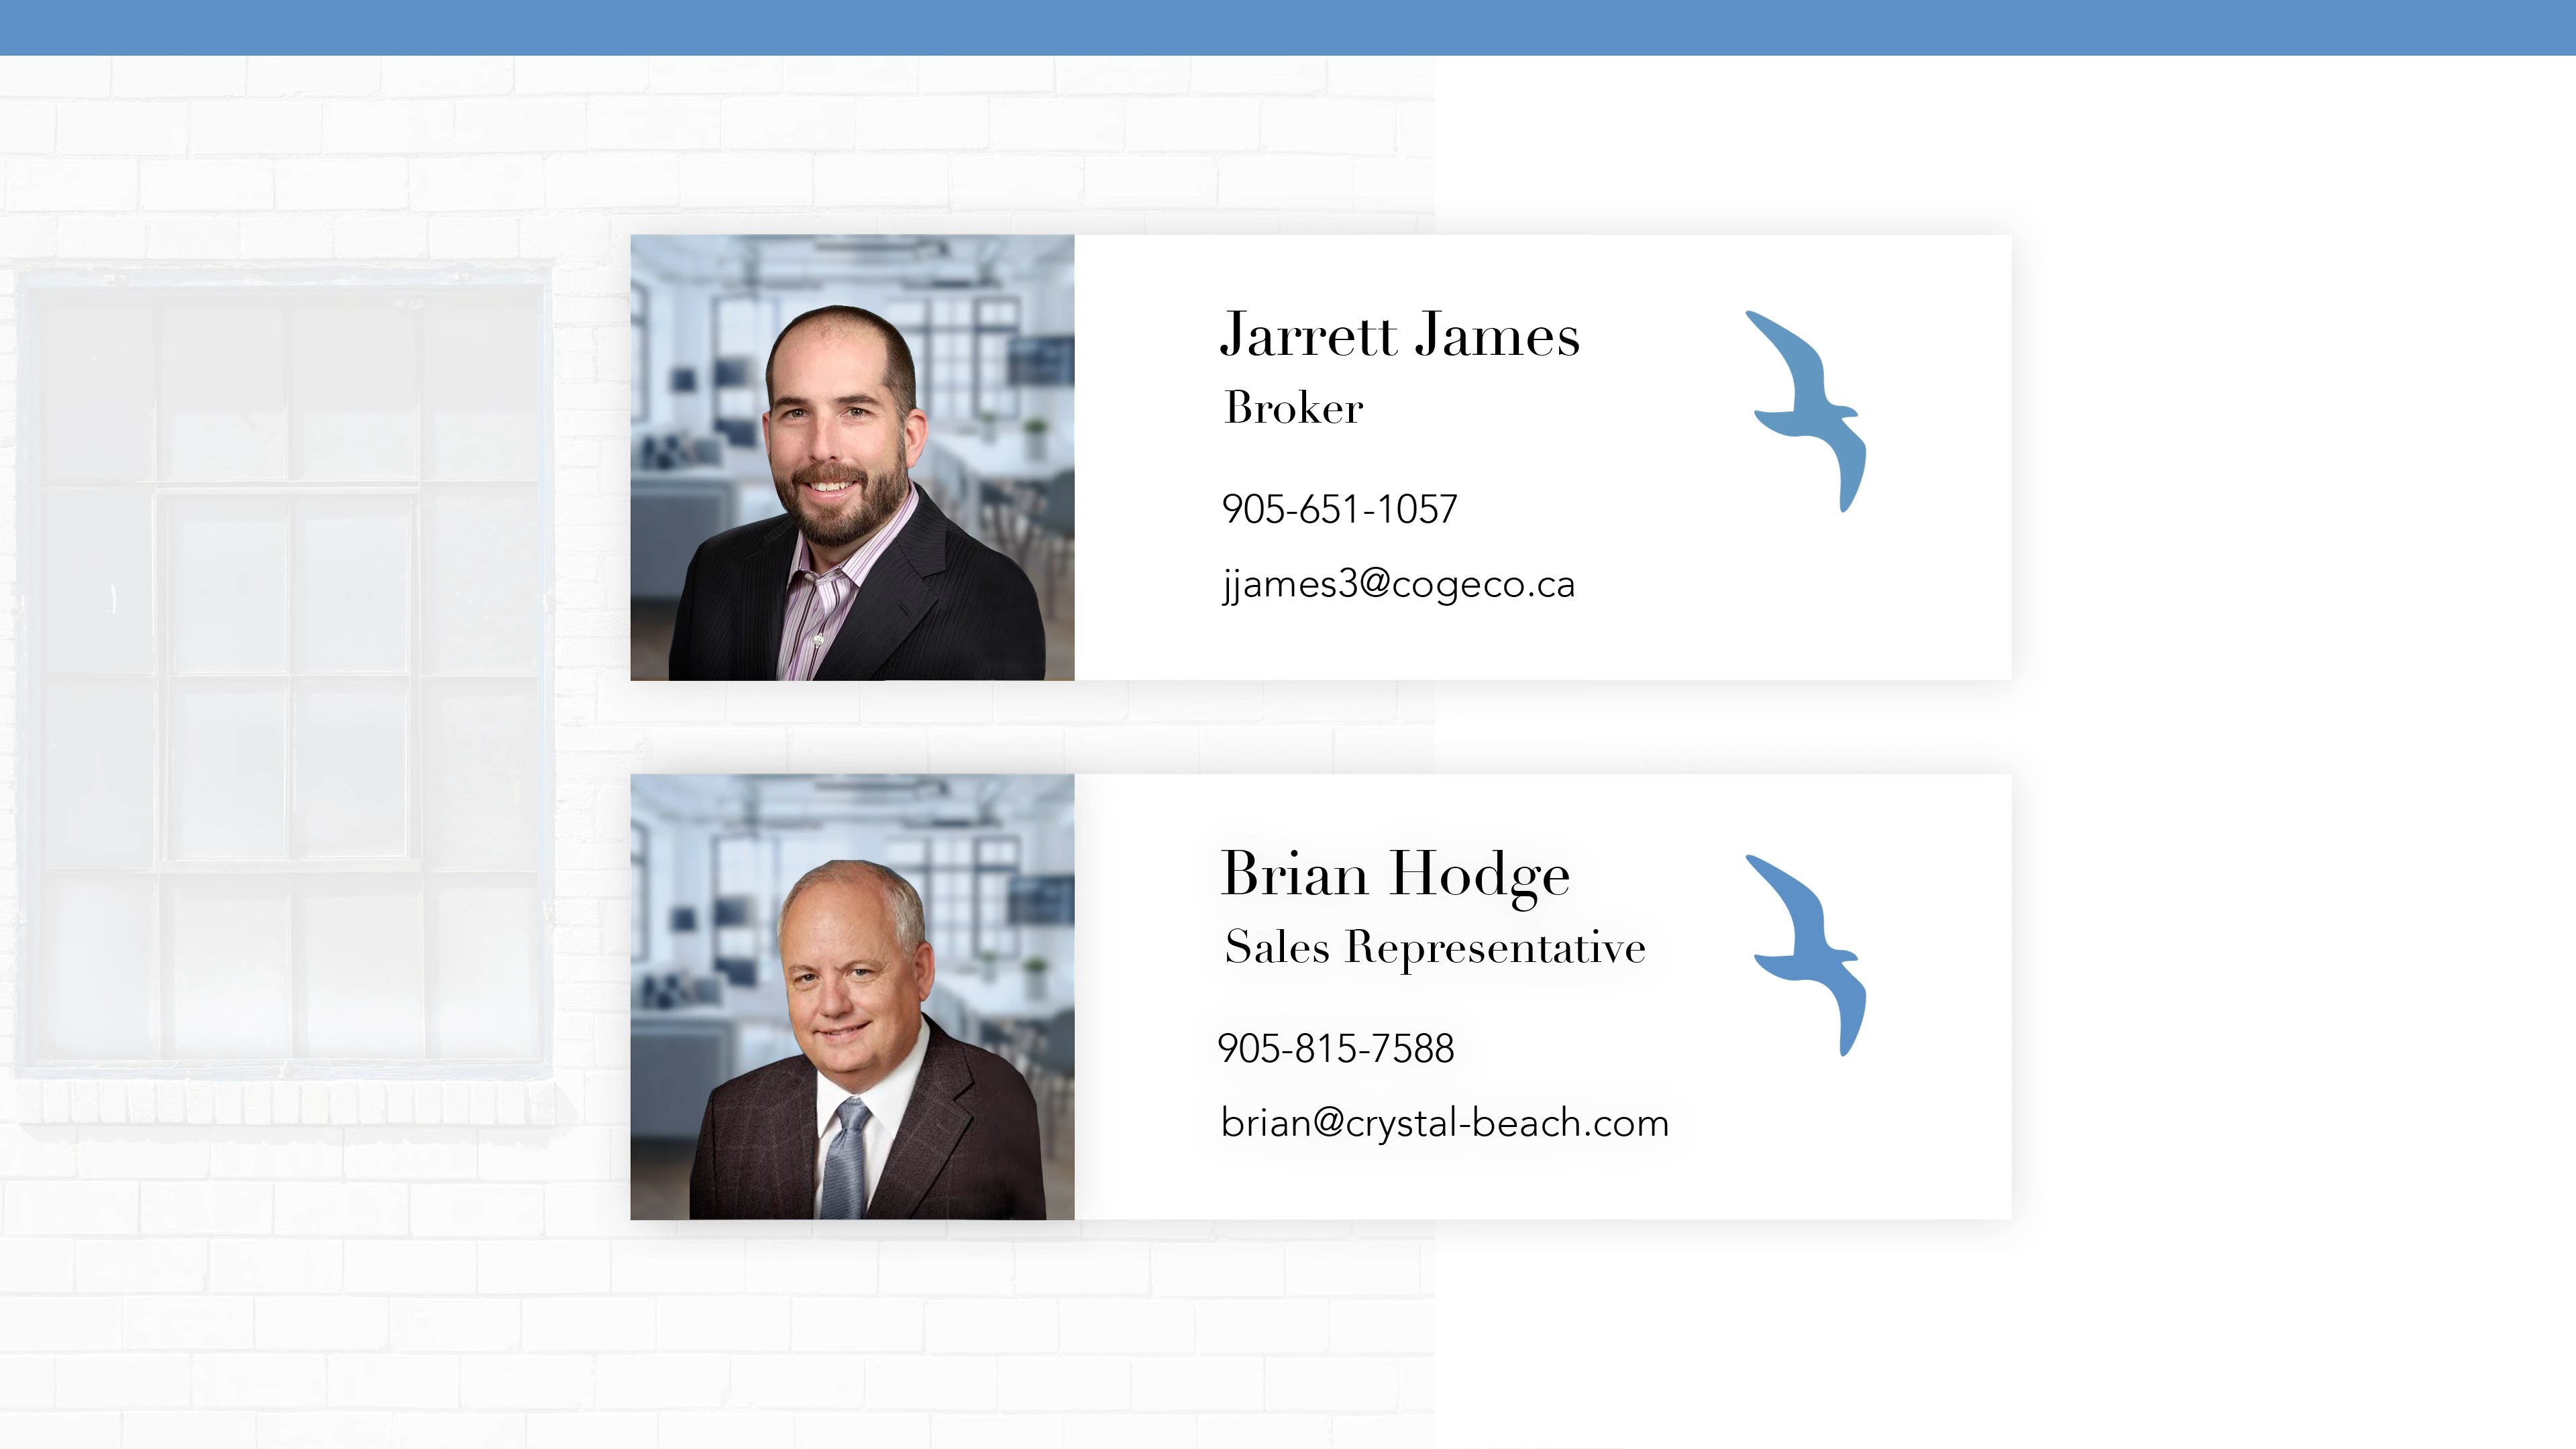 Jarrett James
Broker
905-651-1057
jjames3@cogeco.ca
Brian Hodge
Sales Representative
905-815-7588
brian@crystal-beach.com